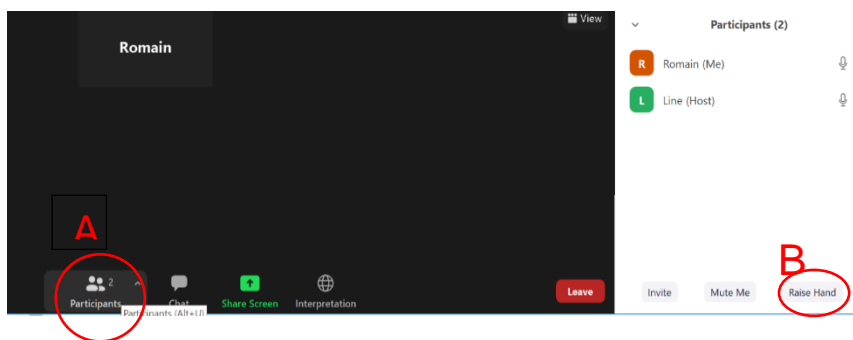 View
Romain
Participants (2)
R Romain (Me)
L Line (Host)
A
B
2
Participants
Chat
Share Screen
Interpretation
Leave
Participants (Alt+U)
Invite
Mute Me
Raise Hand